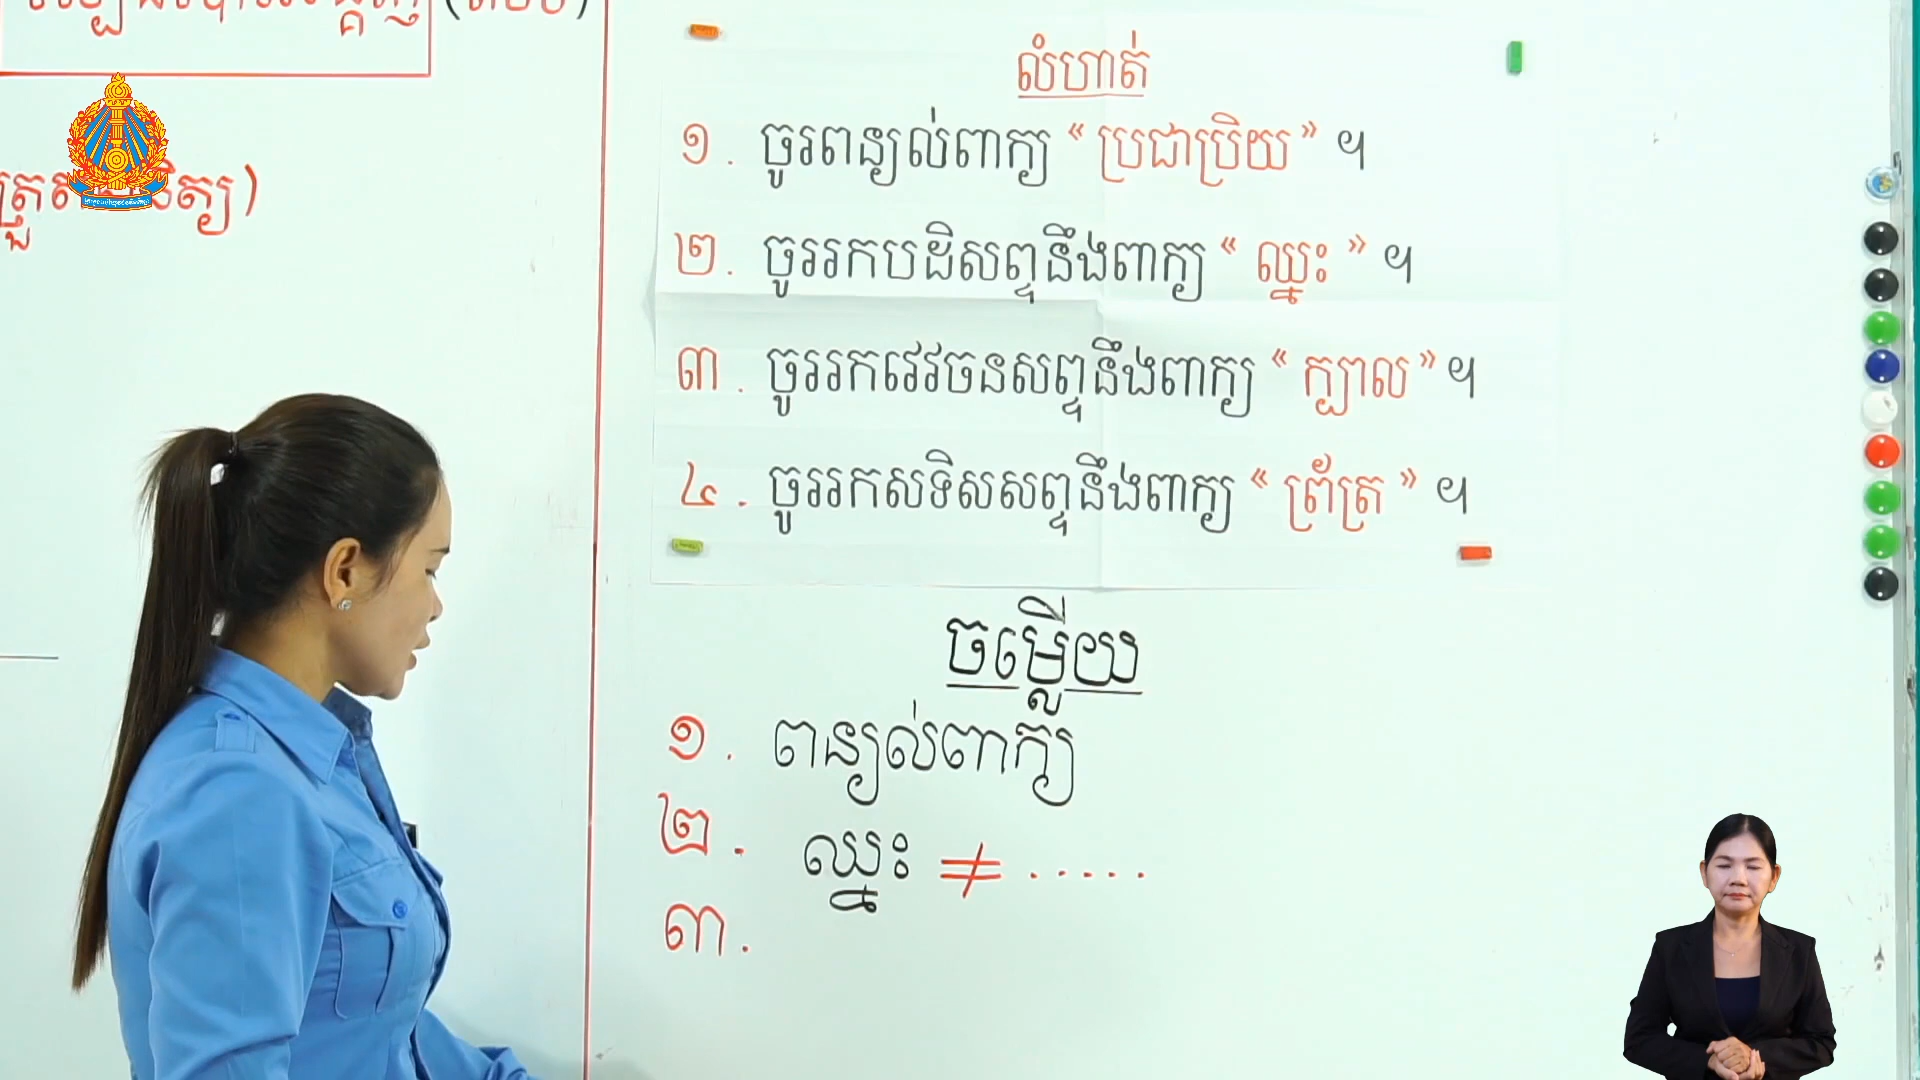 លំហាត់
១. ចូរពន្យល់ពាក្យ « ប្រជាប្រិយ » ។
២. ចូររកបដិសព្ទនឹងពាក្យ « ឈ្នះ » ។
៣. ចូររកវេវចនសព្ទនឹងពាក្យ « ក្បាល » ។
៤. ចូររកសទិសសព្ទនឹងពាក្យ « ព្រ័ត្រ » ។
ចម្លើយ
១. ពន្យល់ពាក្យ
២. ឈ្នះ ≠ .....
៣.